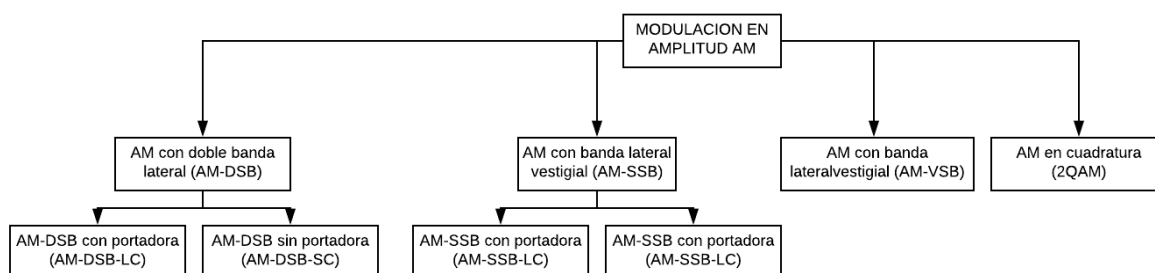 MODULACION EN
AMPLITUD AM
AM con doble banda
lateral (AM-DSB)
AM con banda lateral
vestigial (AM-SSB)
AM con banda
lateralvestigial (AM-VSB)
AM en cuadratura
(2QAM)
AM-DSB con portadora
(AM-DSB-LC)
AM-DSB sin portadora
(AM-DSB-SC)
AM-SSB con portadora
(AM-SSB-LC)
AM-SSB con portadora
(AM-SSB-LC)